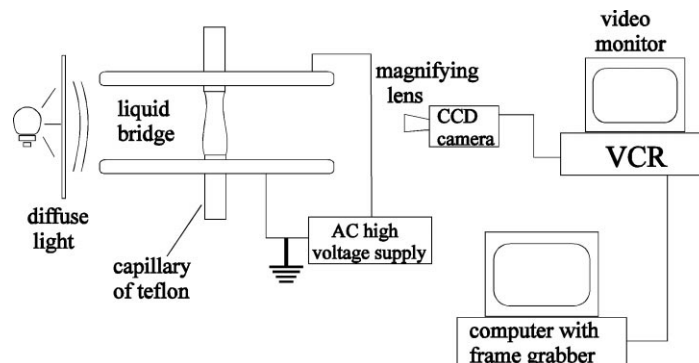 video
monitor
magnifying
lens
liquid
bridge
CCD
camera
VCR
diffuse
light
AC high
voltage supply
capillary
of teflon
computer with
frame grabber